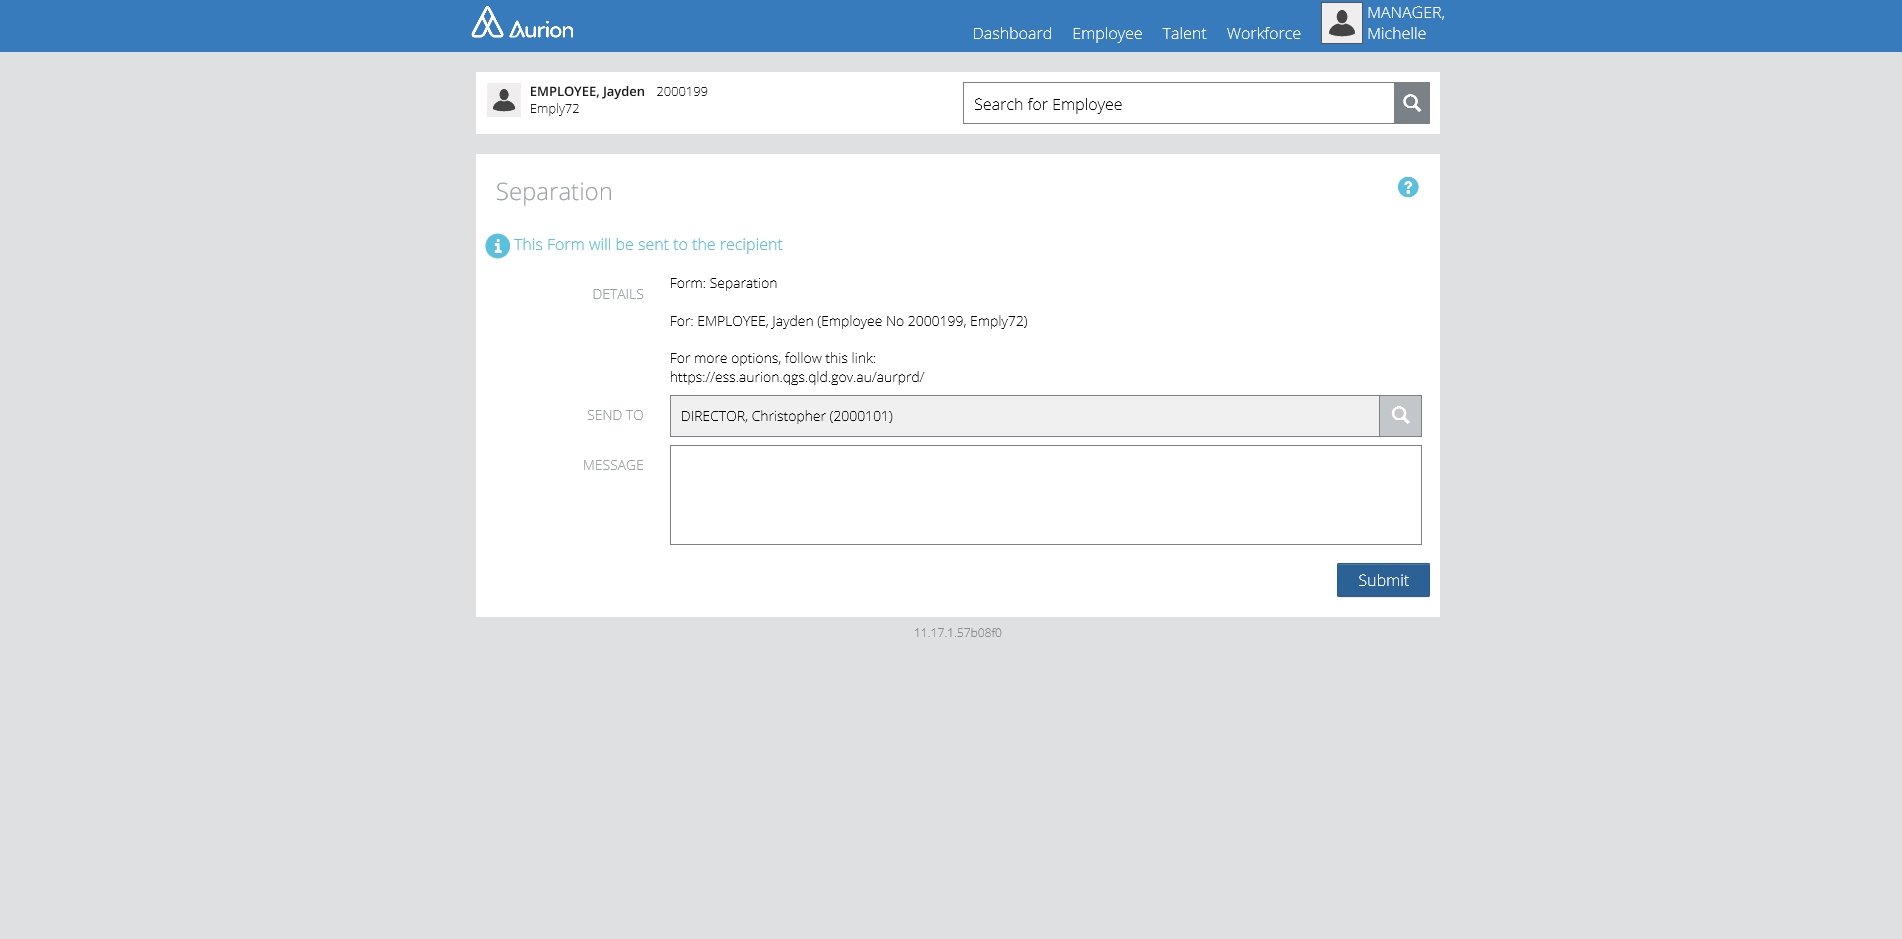 Aurion
Dashboard Employee Talent Workforce
MANAGER,
Michelle
EMPLOYEE, Jayden 2000199
Emply72
Search for Employee
Separation
?
i This Form will be sent to the recipient
DETAILS
Form: Separation
For: EMPLOYEE, Jayden (Employee No 2000199, Emply72)
For more options, follow this link:
https://ess.aurion.qgs.qld.gov.au/aurprd/
SEND TO
DIRECTOR, Christopher (2000101)
MESSAGE
Submit
11.17.1.57b08f0